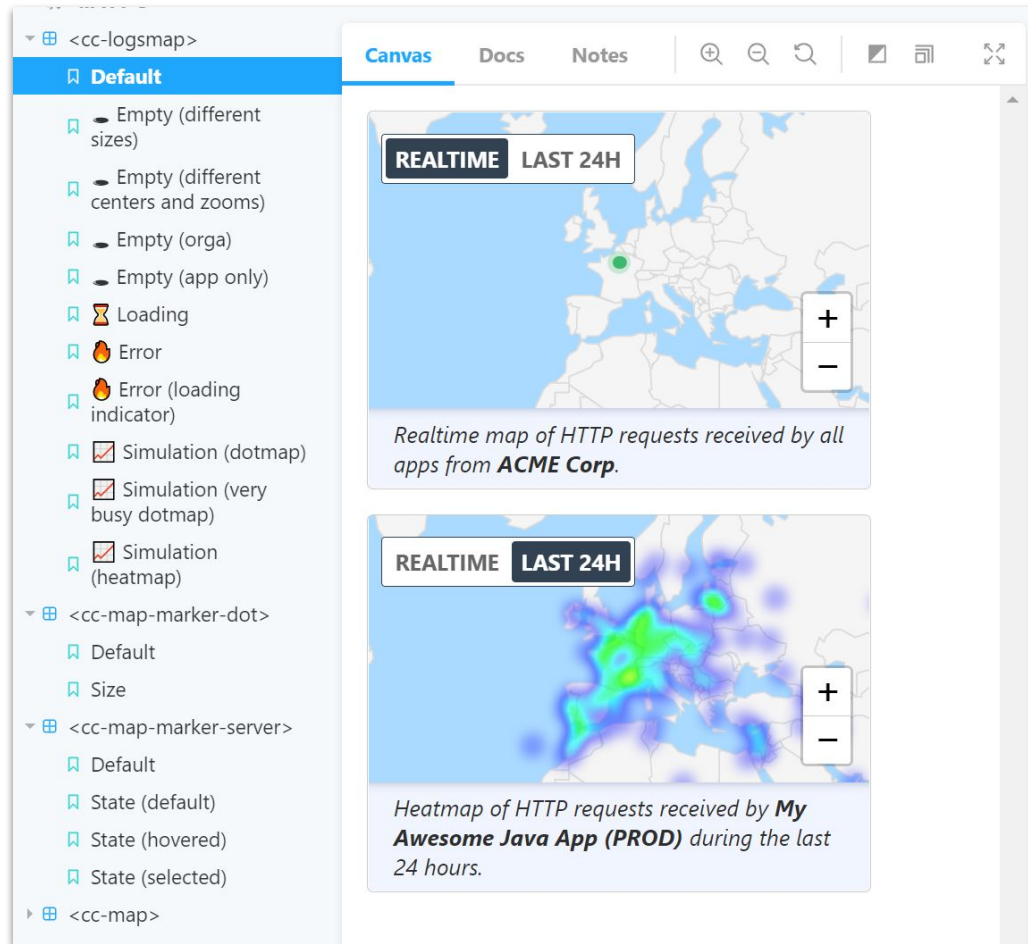 <cc-logsmap>
Default
Empty (different
sizes)
Empty (different
centers and zooms)
Empty (orga)
Empty (app only)
Loading
Error
Error (loading
indicator)
Simulation (dotmap)
Simulation (very
busy dotmap)
Simulation
(heatmap)
<cc-map-marker-dot>
Default
Size
<cc-map-marker-server>
Default
State (default)
State (hovered)
State (selected)
<cc-map>
Canvas Docs Notes
REALTIME LAST 24H
+
−
Realtime map of HTTP requests received by all
apps from ACME Corp.
REALTIME LAST 24H
+
−
Heatmap of HTTP requests received by My
Awesome Java App (PROD) during the last
24 hours.